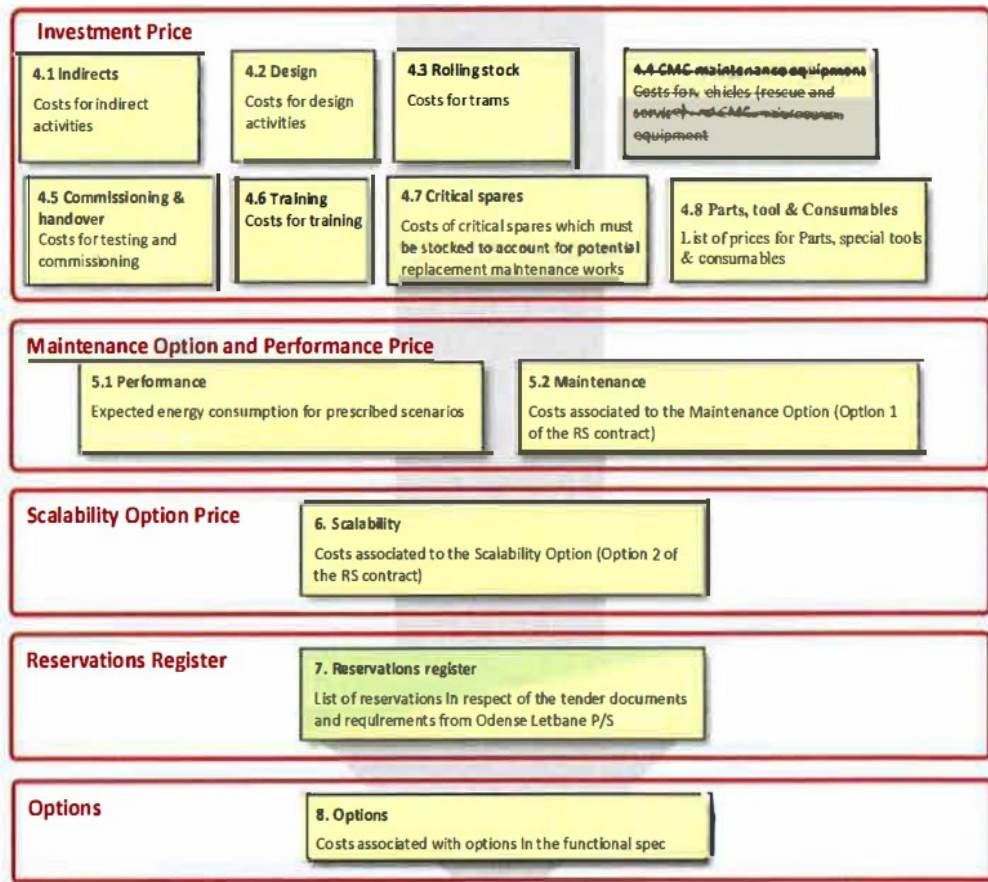 Investment Price
4.1 Indirects
Costs for indirect
activities
4.2 Design
Costs for design
activities
4.3 Rolling stock
Costs for trams
4.4 CMC maintenance equipment
Costs for vehicles (rescue and
equipment
4.5 Commissioning &
handover
Costs for testing and
commissioning
4.6 Training
Costs for training
4.7 Critical spares
Costs of critical spares which must
be stocked to account for potential
replacement maintenance works
4.8 Parts, tool & Consumables
List of prices for Parts, special tools
& consumables
Maintenance Option and Performance Price
5.1 Performance
Expected energy consumption for prescribed scenarios
5.2 Maintenance
Costs associated to the Maintenance Option (Option 1
of the RS contract)
Scalability Option Price
6. Scalability
Costs associated to the Scalability Option (Option 2 of
the RS contract)
Reservations Register
7. Reservations register
List of reservations In respect of the tender documents
and requirements from Odense Letbane P/S
Options
8. Options
Costs associated with options In the functional spec